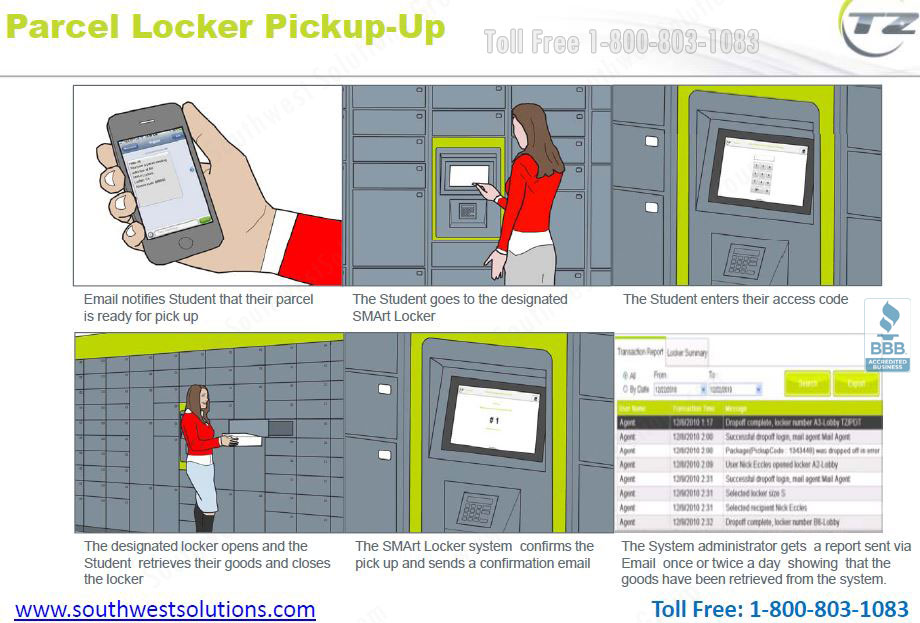 Parcel Locker Pickup-Up
Toll Free 1-800-803-1083
TZ
Email notifies Student that their parcel
is ready for pick up
The Student goes to the designated
SMArt Locker
The Student enters their access code
BBB
ACCREDITED
BUSINESS
# 1
Transaction Report
Locker Summary
All
From
To :
By Date
12/22/2010
12/22/2010
Search
Export
User Name
Transaction Time
Message
Agent 12/8/2010 1:17 Dropoff complete, locker number A3-Lobby
Agent 12/8/2010 2:00 Successful dropoff login, mail agent Mail Agent
Agent 12/8/2010 2:00 Package(PickupCode : 1343449) was dropped off in error
Agent 12/8/2010 2:09 User Nick Eccles opened locker A2-Lobby
Agent 12/8/2010 2:31 Successful dropoff login, mail agent Mail Agent
Agent 12/8/2010 2:31 Selected locker size S
Agent 12/8/2010 2:31 Selected recipient Nick Eccles
Agent 12/8/2010 2:32 Dropoff complete, locker number B6-Lobby
The designated locker opens and the
Student retrieves their goods and closes
the locker
The SMArt Locker system confirms the
pick up and sends a confirmation email
The System administrator gets a report sent via
Email once or twice a day showing that the
goods have been retrieved from the system.
www.southwestsolutions.com
Toll Free: 1-800-803-1083